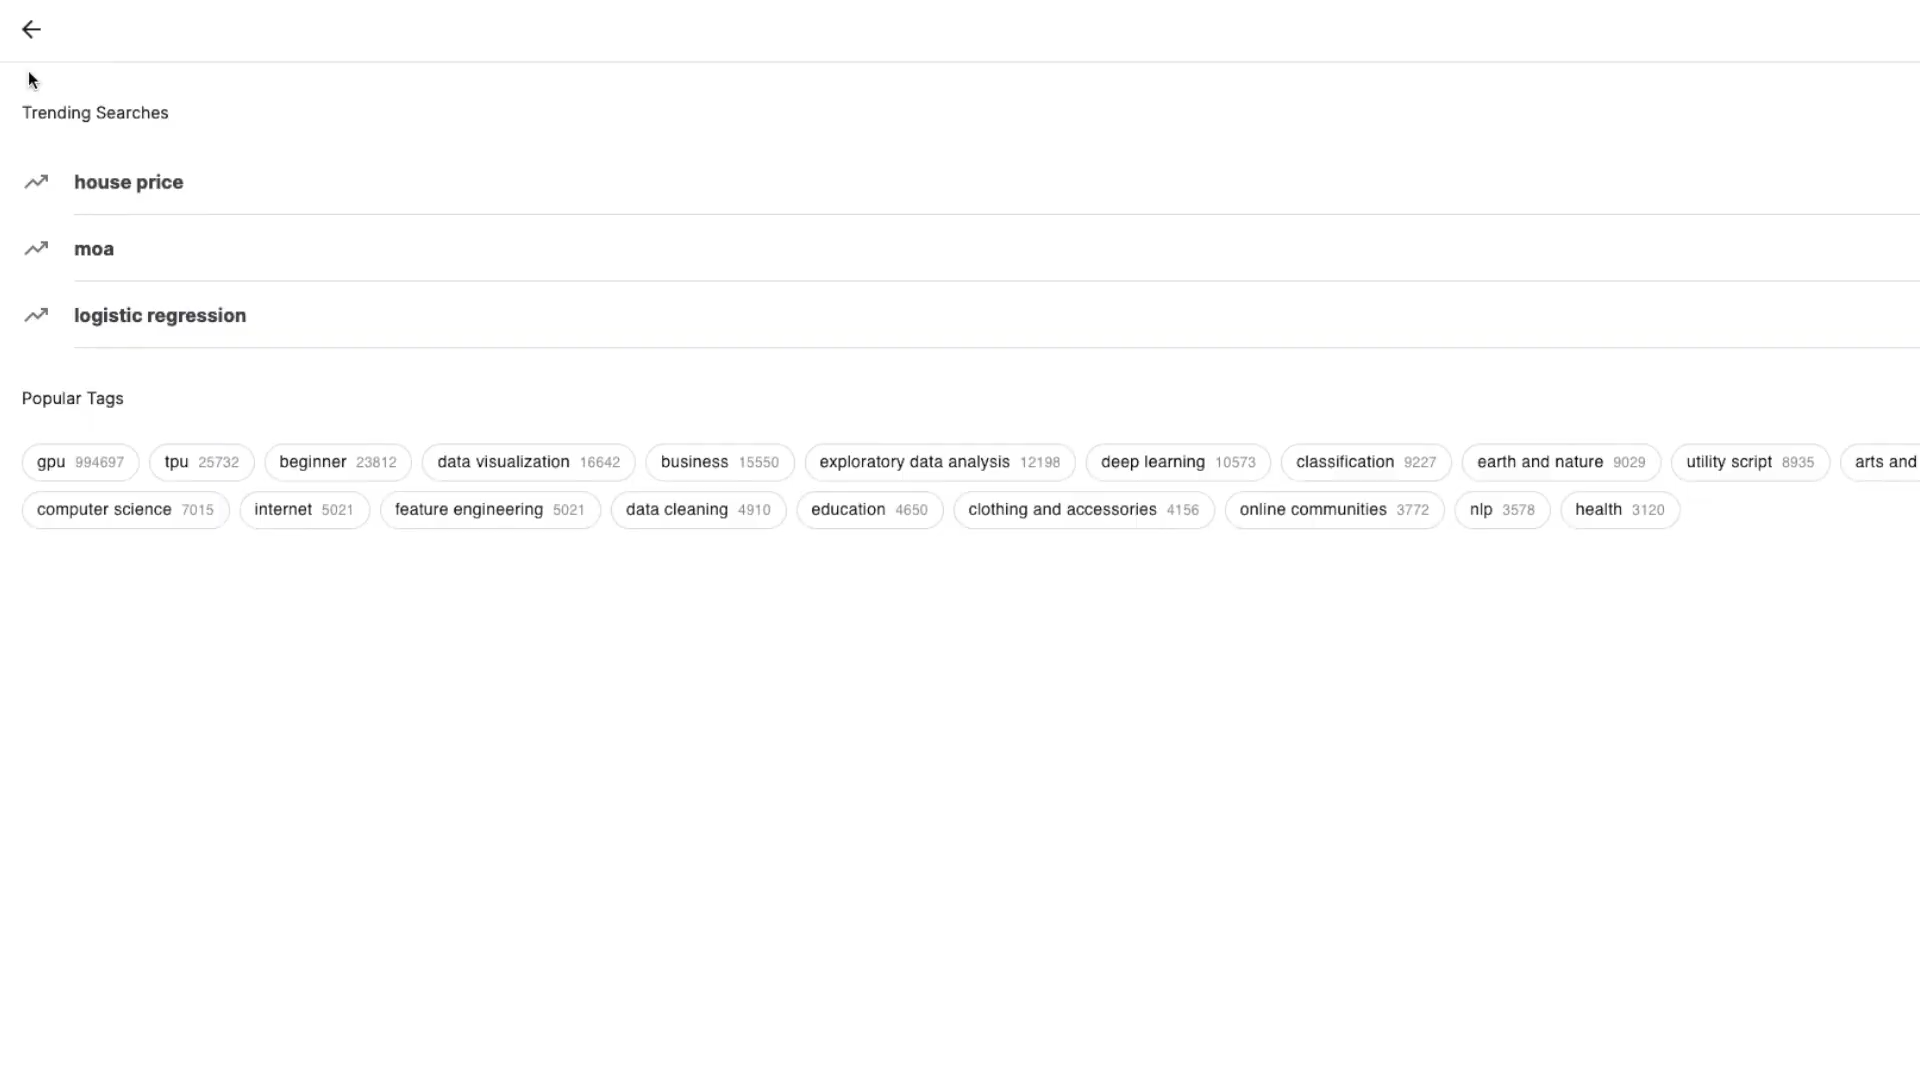 Trending Searches
house price
moa
logistic regression
Popular Tags
gpu 994697 tpu 25732 beginner 23812 data visualization 16642 business 15550 exploratory data analysis 12198 deep learning 10573 classification 9227 earth and nature 9029 utility script 8935 arts and
computer science 7015 internet 5021 feature engineering 5021 data cleaning 4910 education 4650 clothing and accessories 4156 online communities 3772 nlp 3578 health 3120